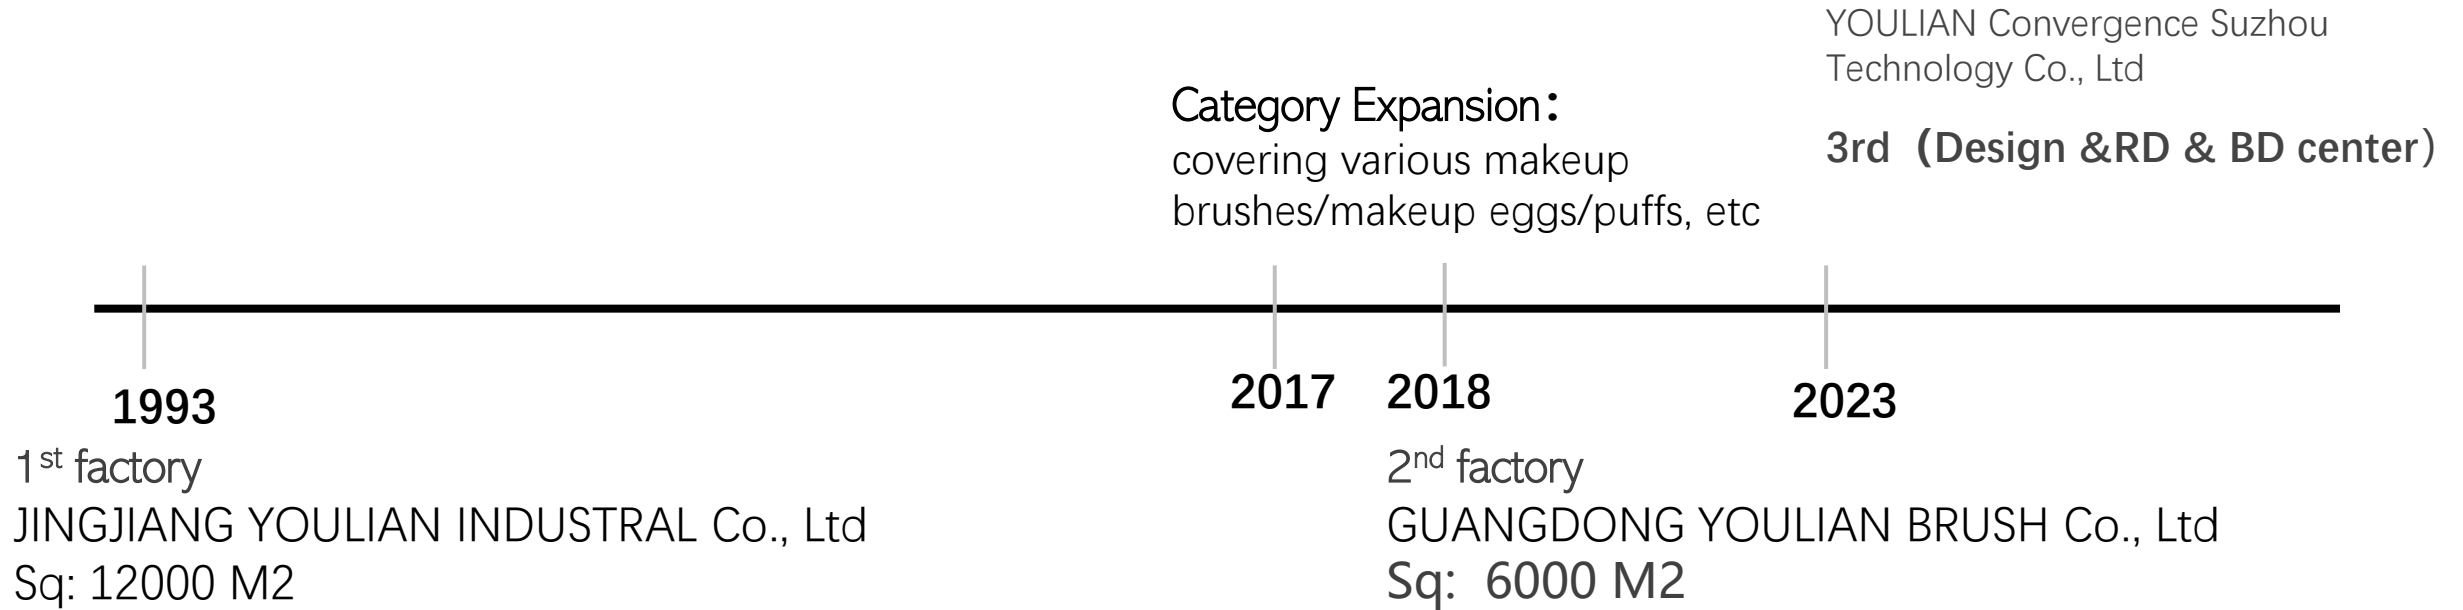 YOULIAN Convergence Suzhou
Technology Co., Ltd
3rd（Design &RD & BD center）
Category Expansion：
covering various makeup
brushes/makeup eggs/puffs, etc
1993
2017
2018
2023
1st factory
JINGJIANG YOULIAN INDUSTRAL Co., Ltd
Sq: 12000 M2
2nd factory
GUANGDONG YOULIAN BRUSH Co., Ltd
Sq: 6000 M2